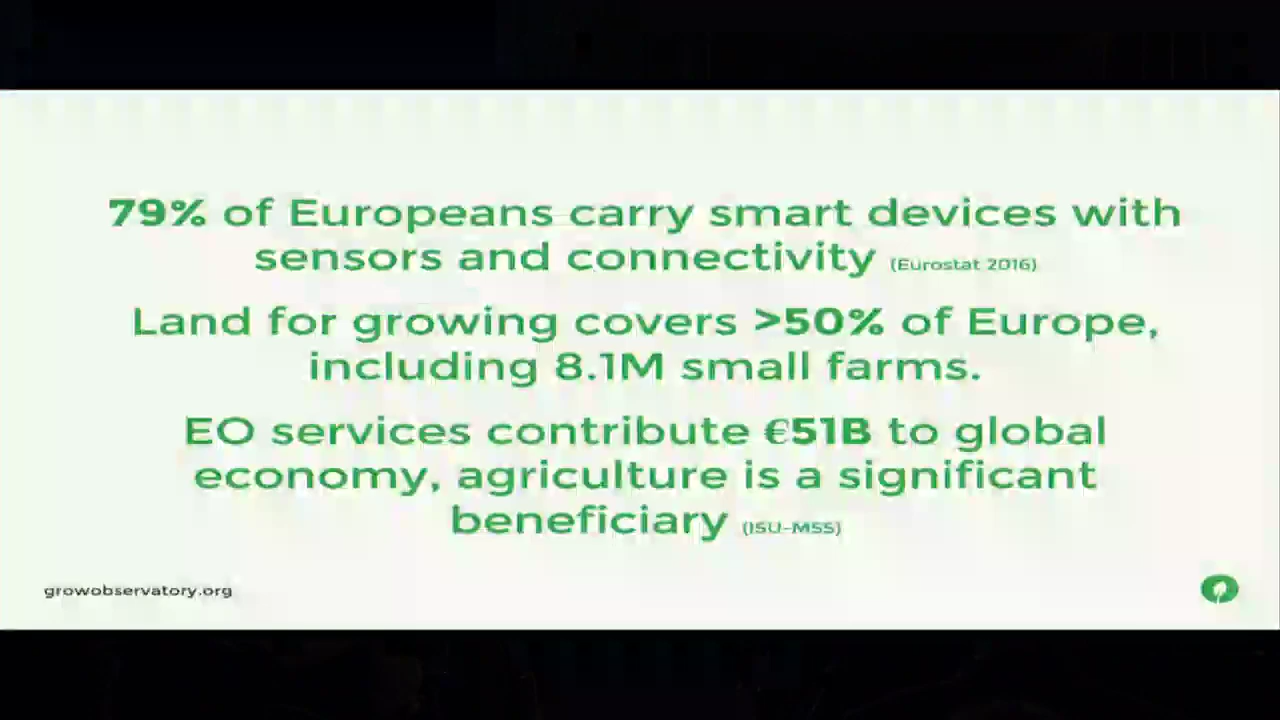 79% of Europeans carry smart devices with
sensors and connectivity (Eurostat 2016)
Land for growing covers >50% of Europe,
including 8.1M small farms.
EO services contribute €51B to global
economy, agriculture is a significant
beneficiary (ISU-MSS)
growobservatory.org